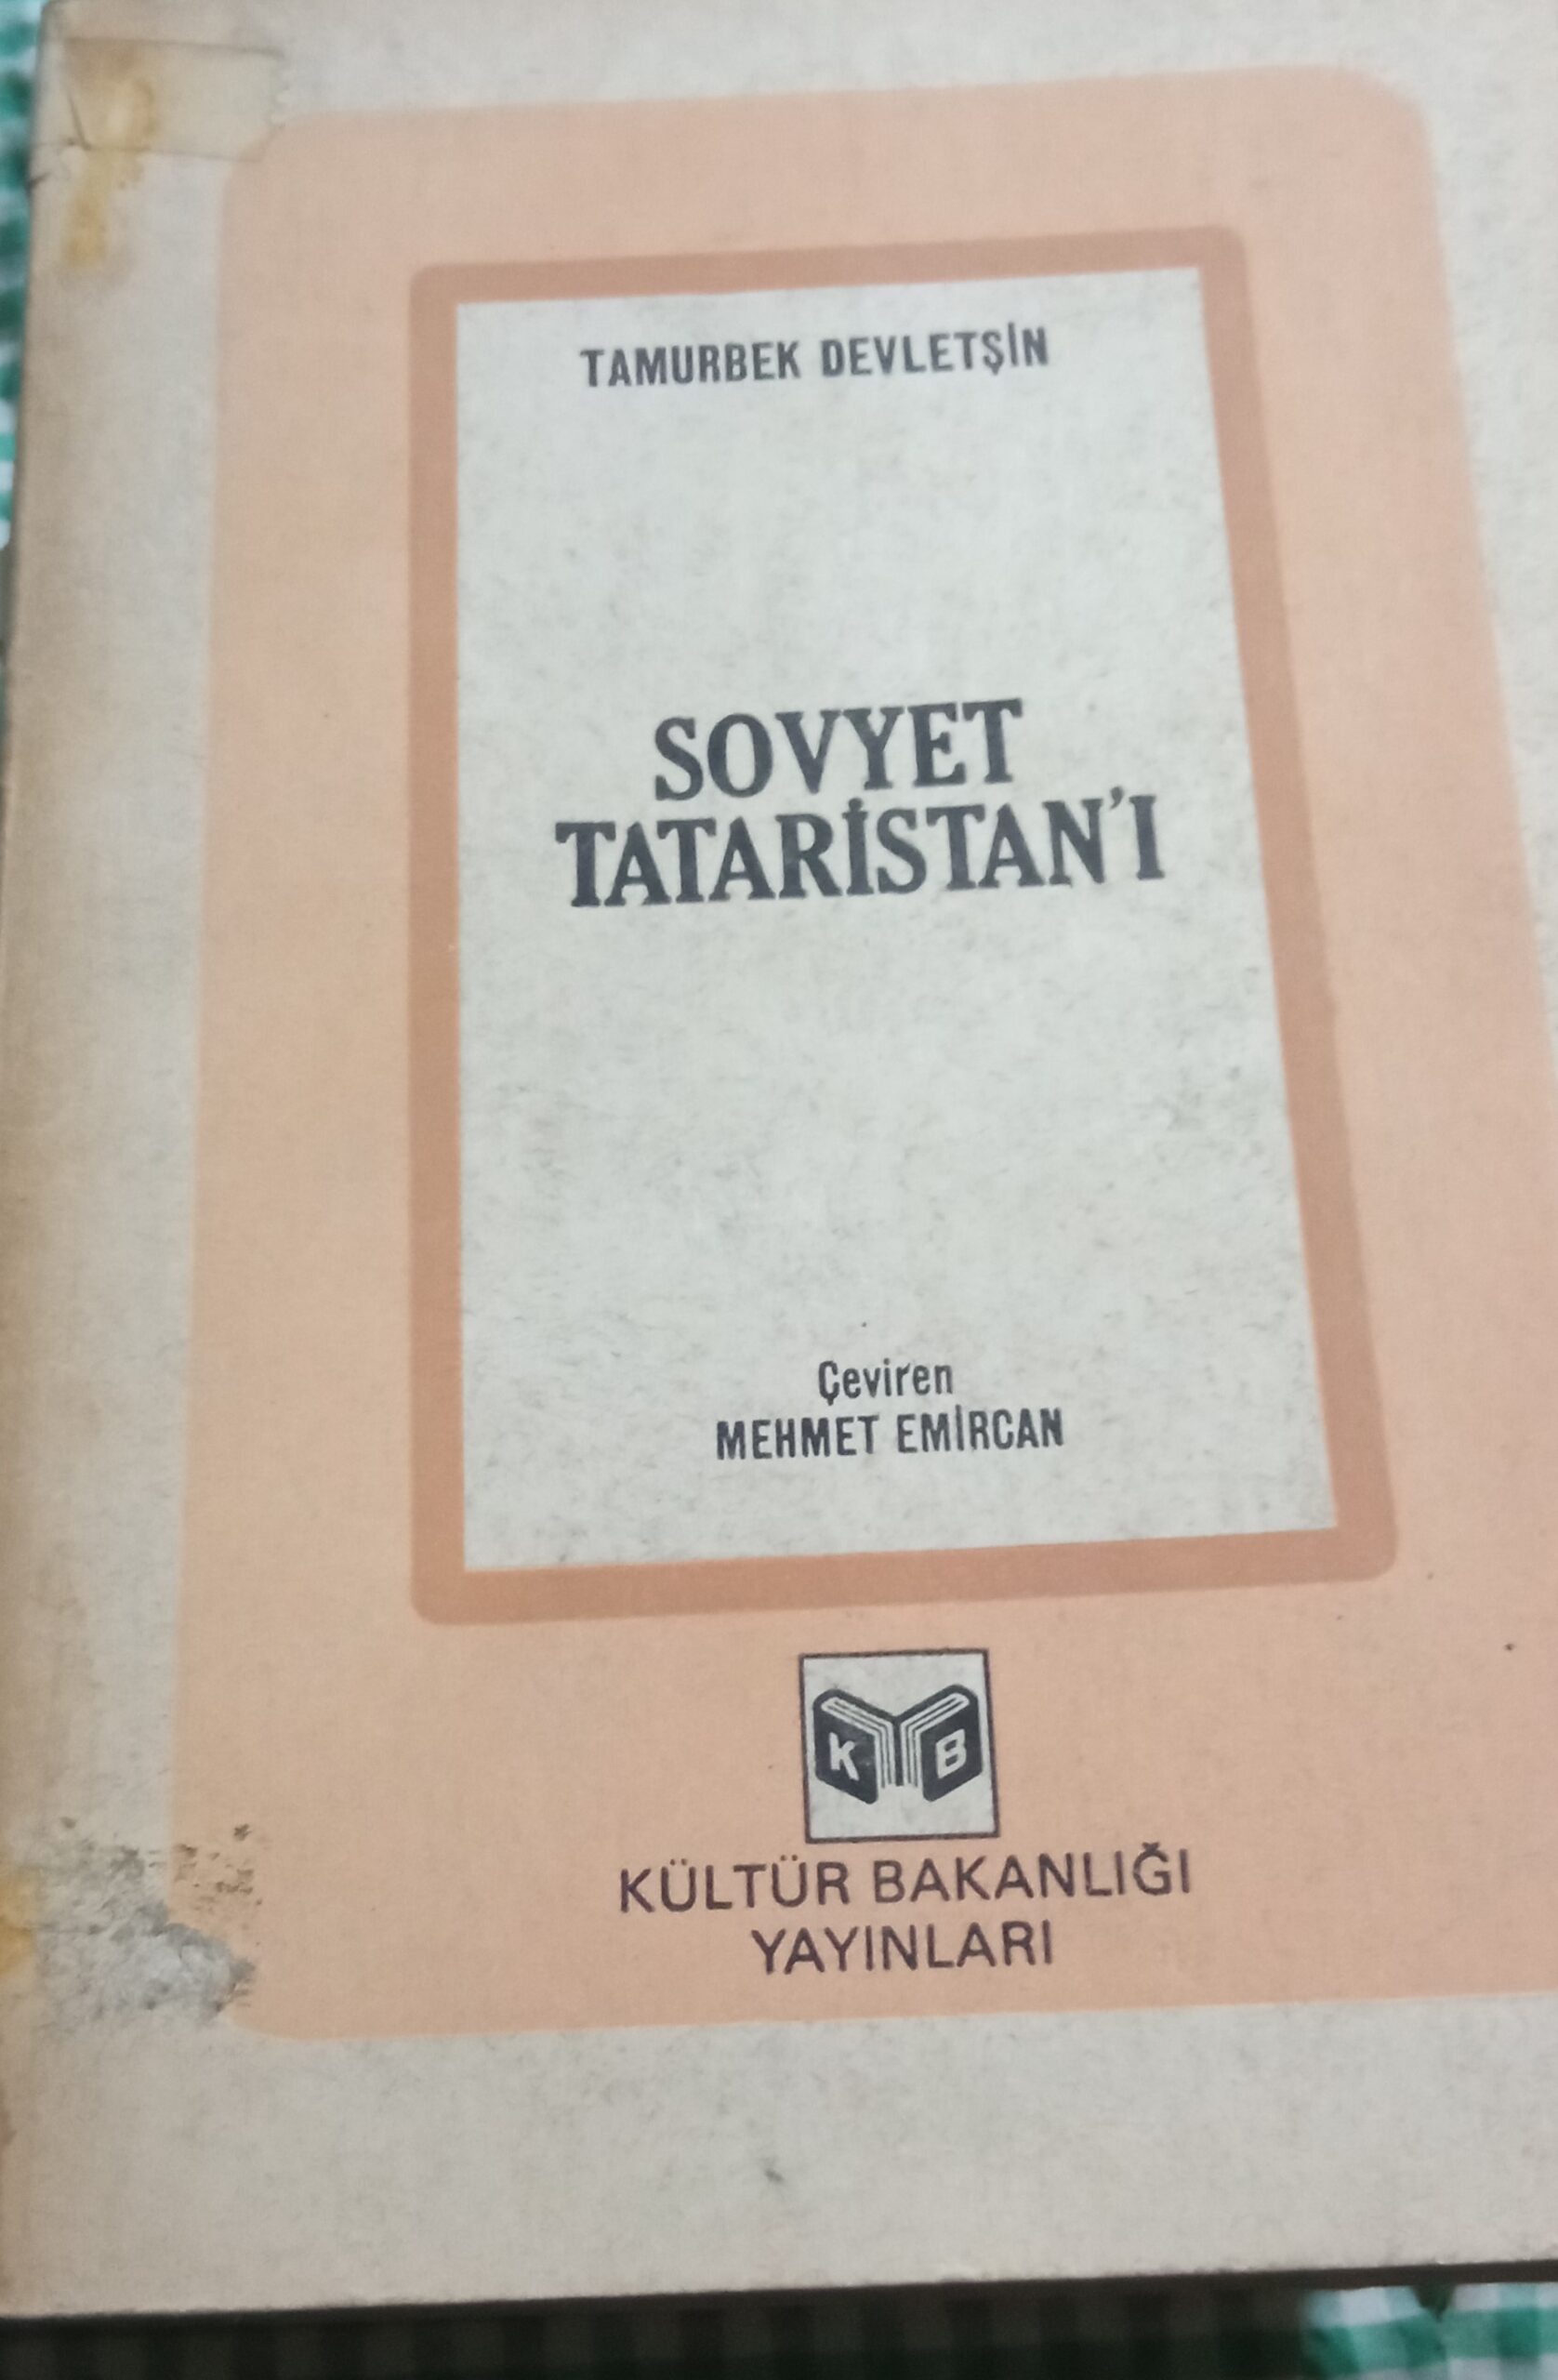 TAMURBEK DEVLETŞİN
SOVYET
TATARİSTAN'I
Çeviren
MEHMET EMİRCAN
K B
KÜLTÜR BAKANLIĞI
YAYINLARI